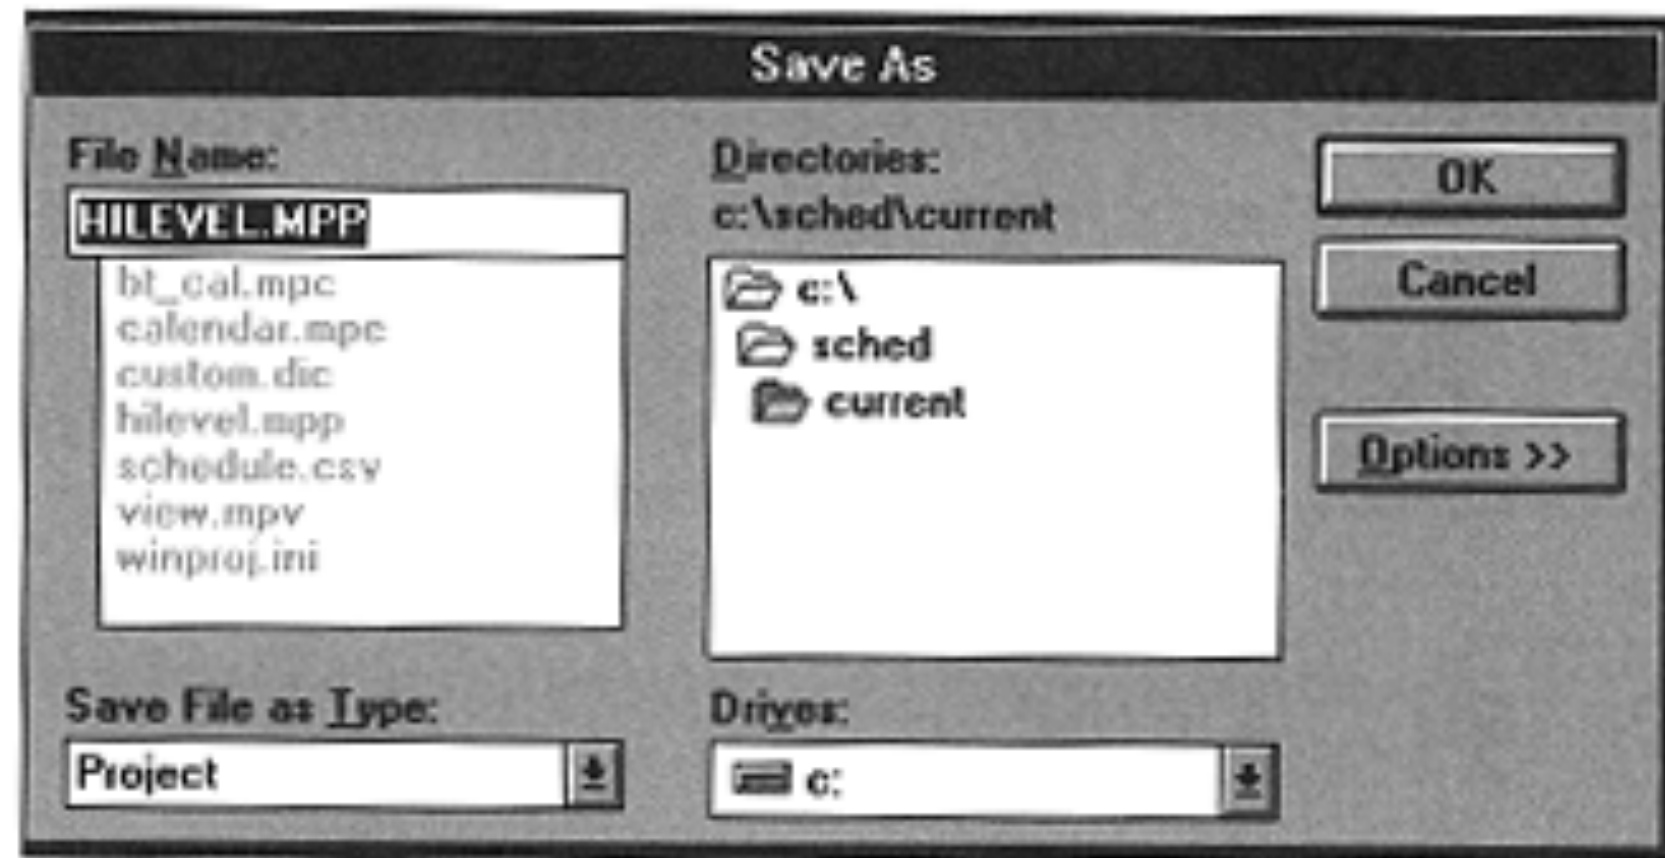 Save As
File Name:
HILEVEL.MPP
bt_cal.mpc
calendar.mpc
custom.dic
hilevel.mpp
schedule.csv
view.mpv
winproj.ini
Save File as Type:
Project
Directories:
c:\sched\current
c:\
sched
current
Drives:
c:
OK
Cancel
Options >>